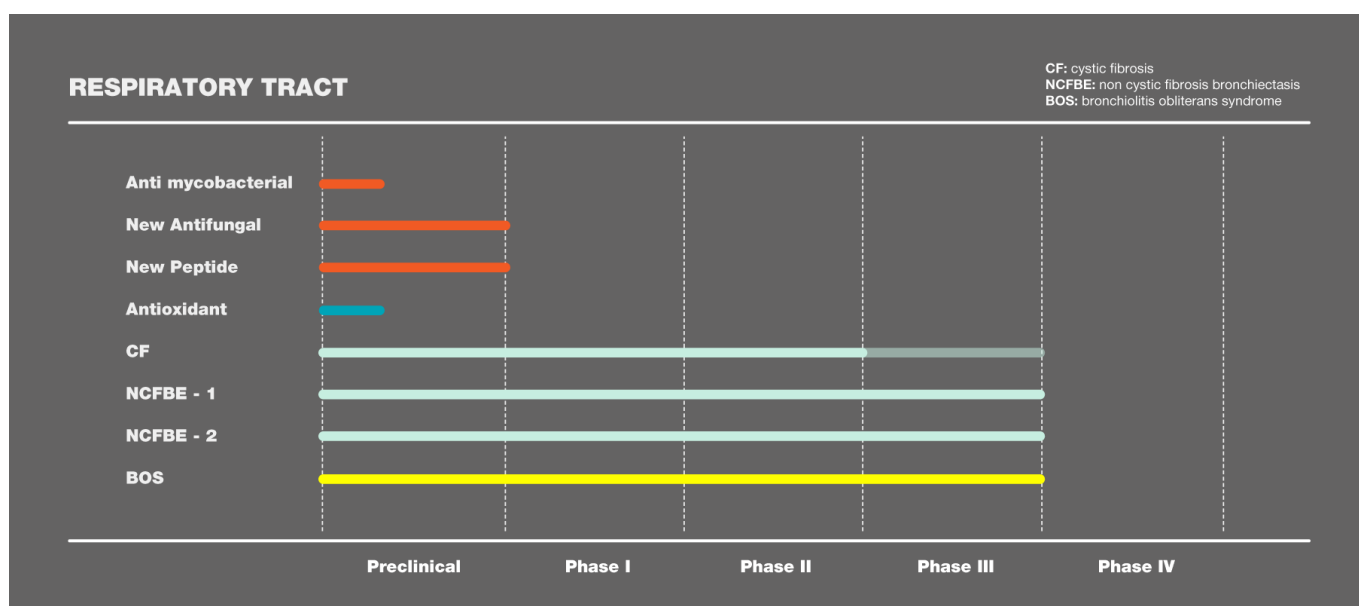 RESPIRATORY TRACT
CF: cystic fibrosis
NCFBE: non cystic fibrosis bronchiectasis
BOS: bronchiolitis obliterans syndrome
Anti mycobacterial
New Antifungal
New Peptide
Antioxidant
CF
NCFBE - 1
NCFBE - 2
BOS
Preclinical Phase I Phase II Phase III Phase IV